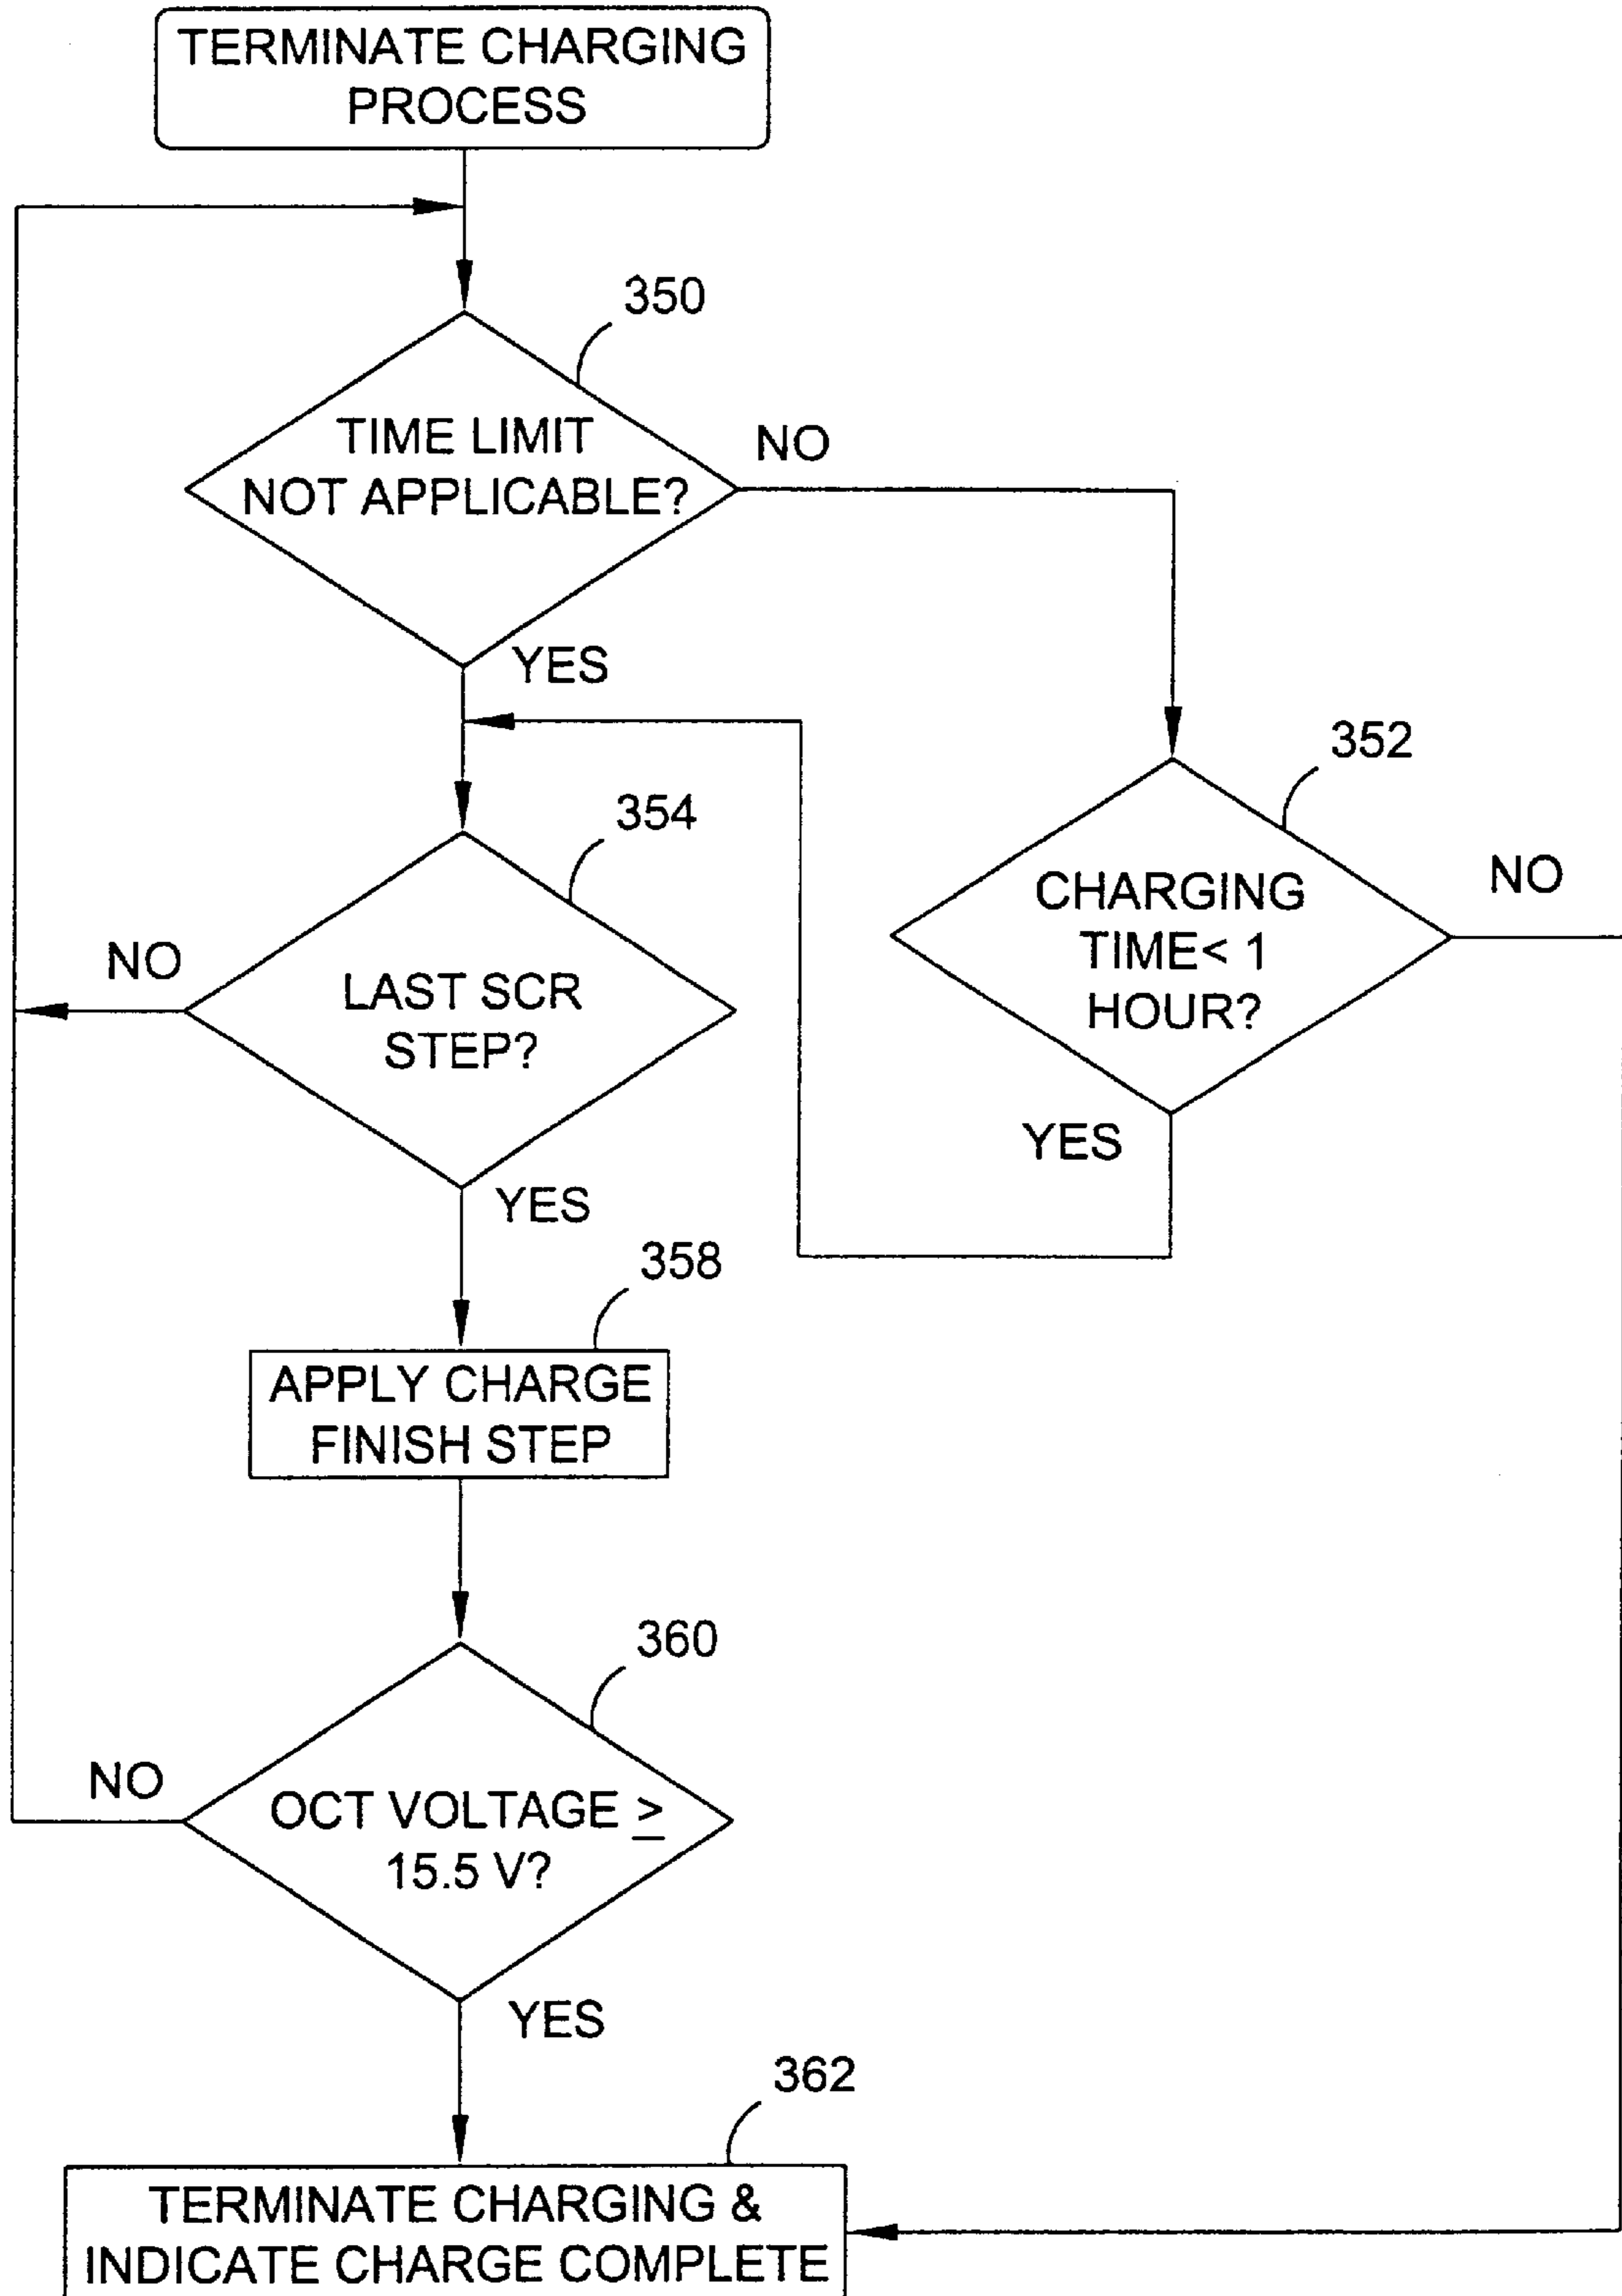 TERMINATE CHARGING
PROCESS
350
TIME LIMIT
NOT APPLICABLE?
NO
YES
352
CHARGING
TIME< 1
HOUR?
NO
YES
354
LAST SCR
STEP?
NO
YES
358
APPLY CHARGE
FINISH STEP
360
OCT VOLTAGE ≥
15.5 V?
NO
YES
362
TERMINATE CHARGING &
INDICATE CHARGE COMPLETE